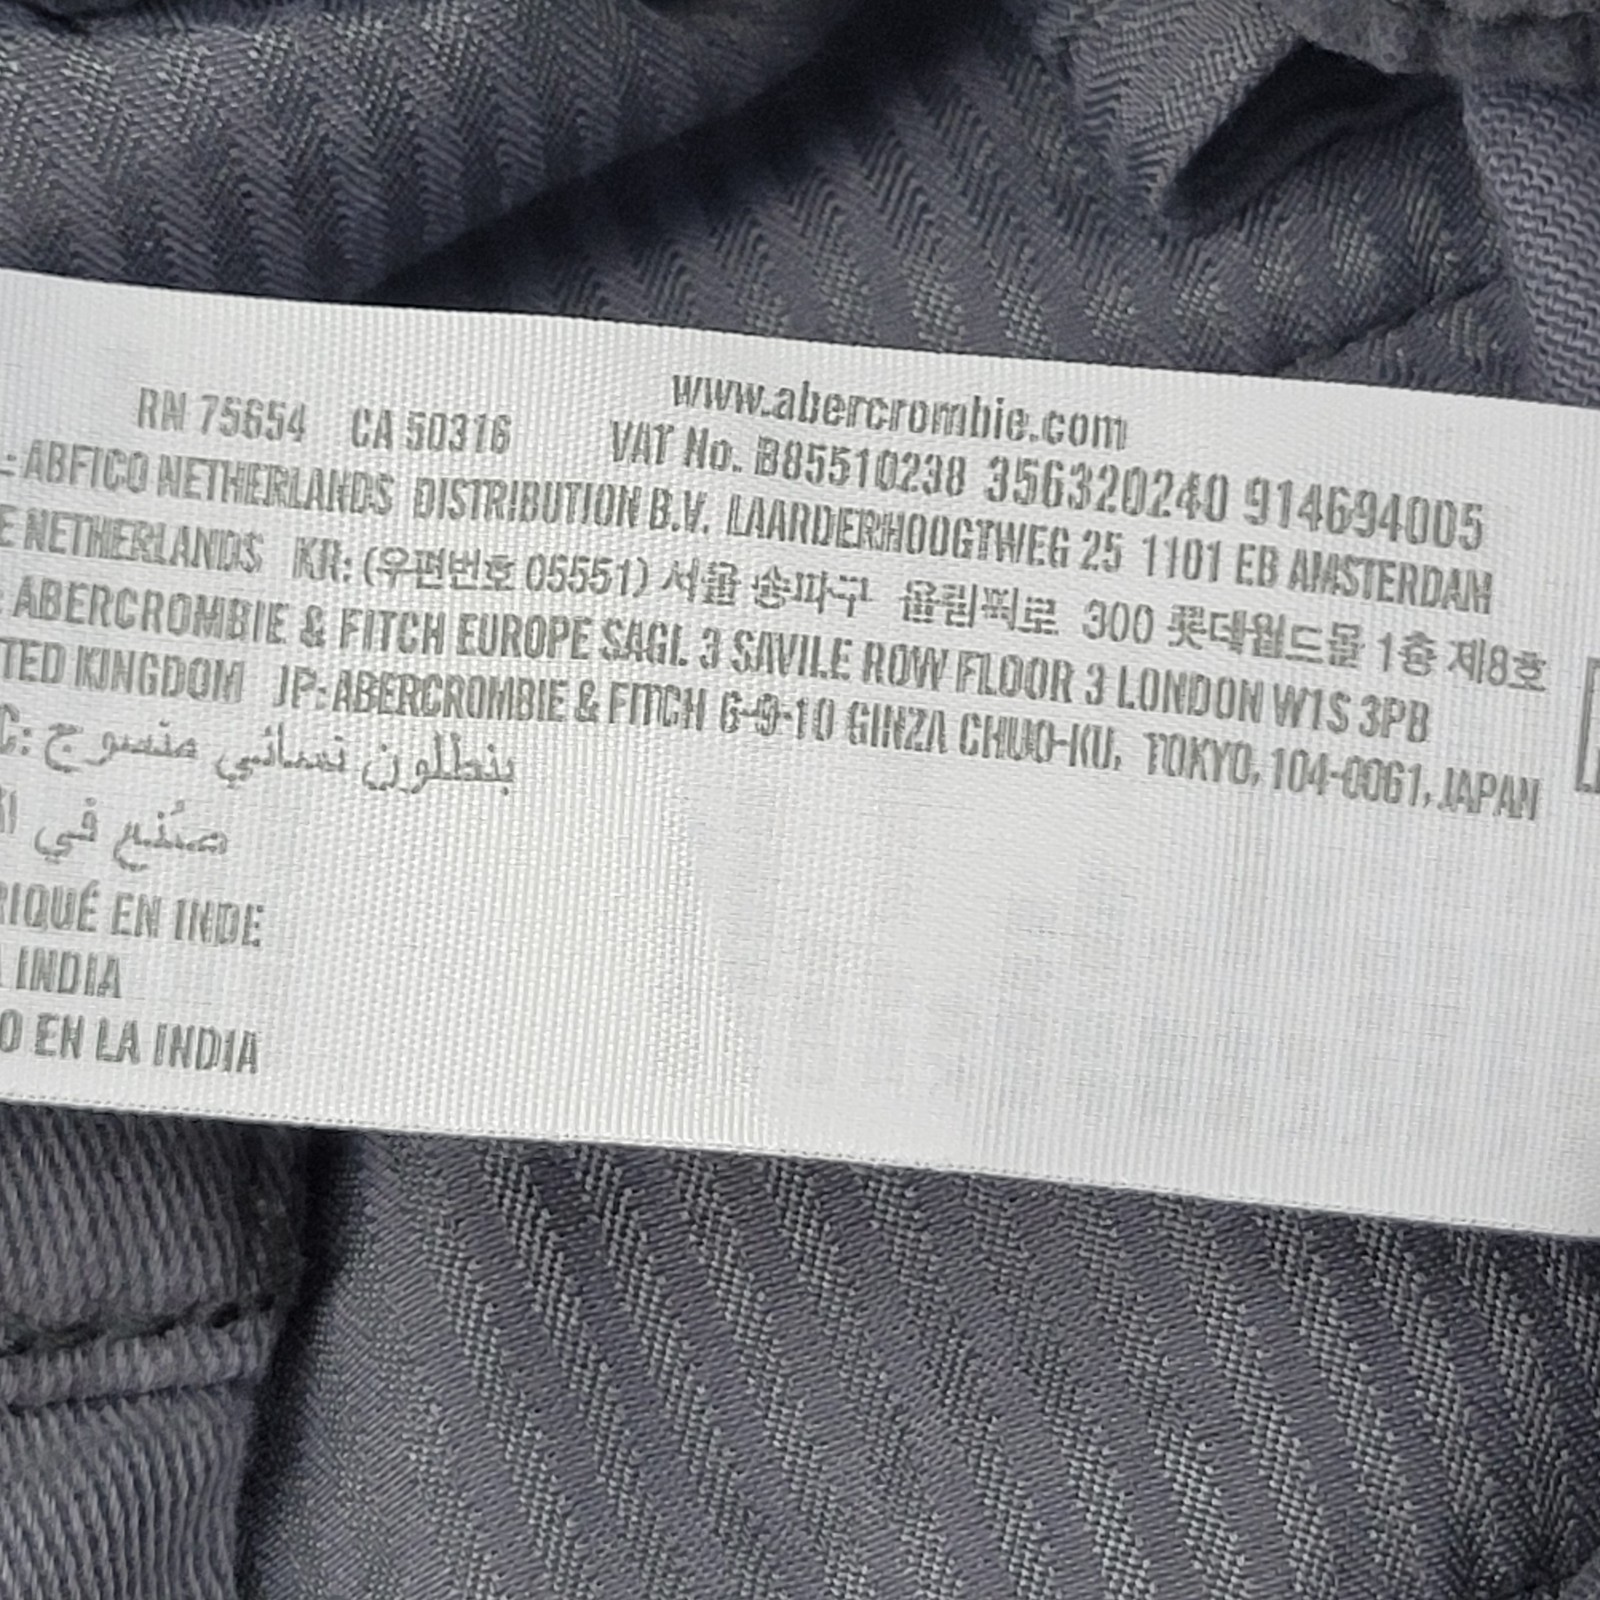 www.abercrombie.com
RN 75654 CA 50316 VAT No. B85510238 356320240 914694005
: ABFICO NETHERLANDS DISTRIBUTION B.V. LAARDERHOOGTWEG 25 1101 EB AMSTERDAM
E NETHERLANDS KR: (우편번호 05551) 서울 송파구 올림픽로 300 롯데월드몰 1층 제8호
: ABERCROMBIE & FITCH EUROPE SAGL 3 SAVILE ROW FLOOR 3 LONDON W1S 3PB
TED KINGDOM JP: ABERCROMBIE & FITCH 6-9-10 GINZA CHUO-KU, TOKYO, 104-0061, JAPAN
C: بنطلون نسائي منسوج
صُنع في
RIQUÉ EN INDE
INDIA
O EN LA INDIA